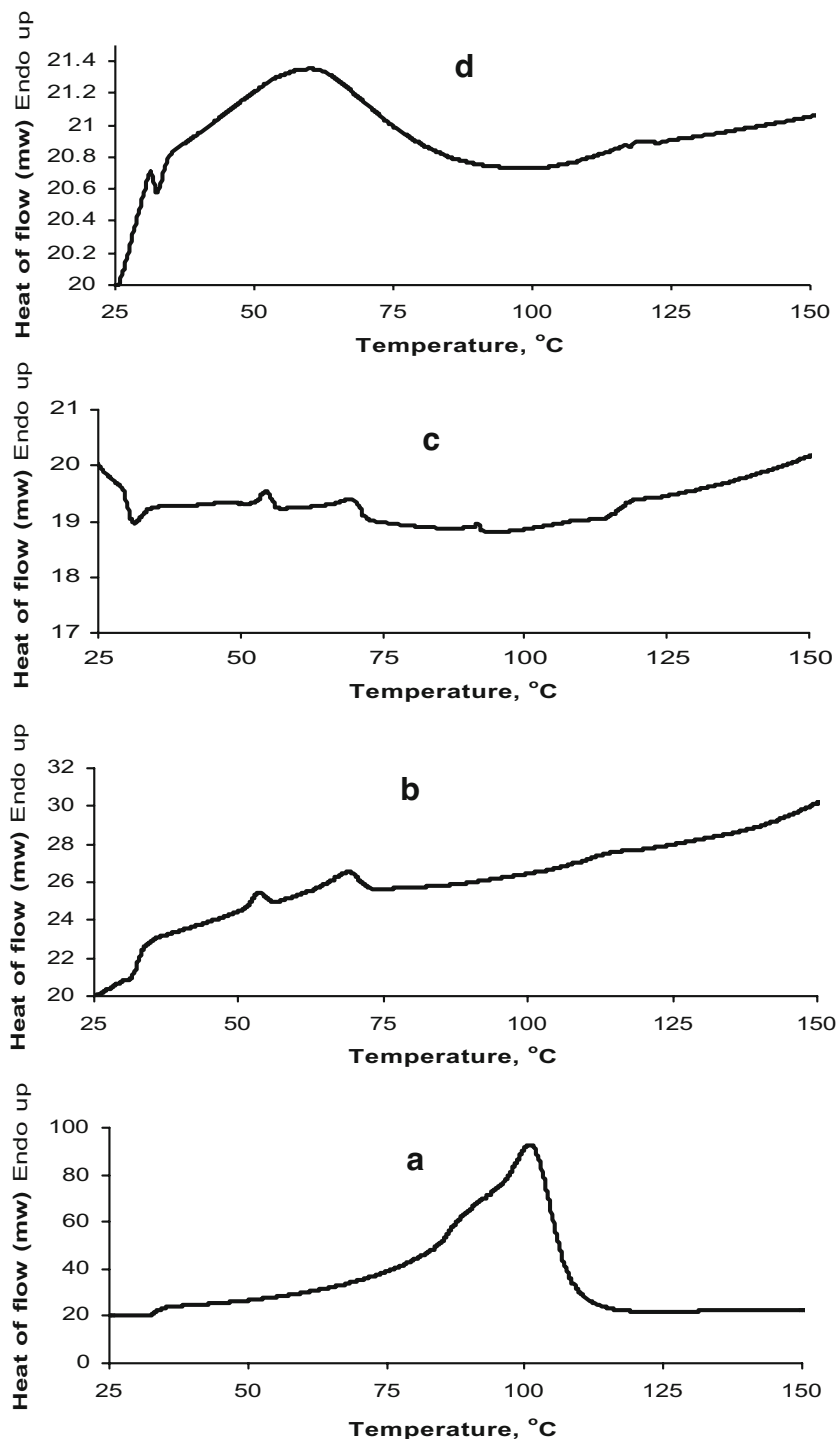 d
Heat of flow (mw) Endo up
21.4
21.2
21
20.8
20.6
20.4
20.2
20
25 50 75 100 125 150
Temperature, °C
c
Heat of flow (mw) Endo up
21
20
19
18
17
25 50 75 100 125 150
Temperature, °C
b
Heat of flow (mw) Endo up
32
30
28
26
24
22
20
25 50 75 100 125 150
Temperature, °C
a
Heat of flow (mw) Endo up
100
80
60
40
20
0
25 50 75 100 125 150
Temperature, °C